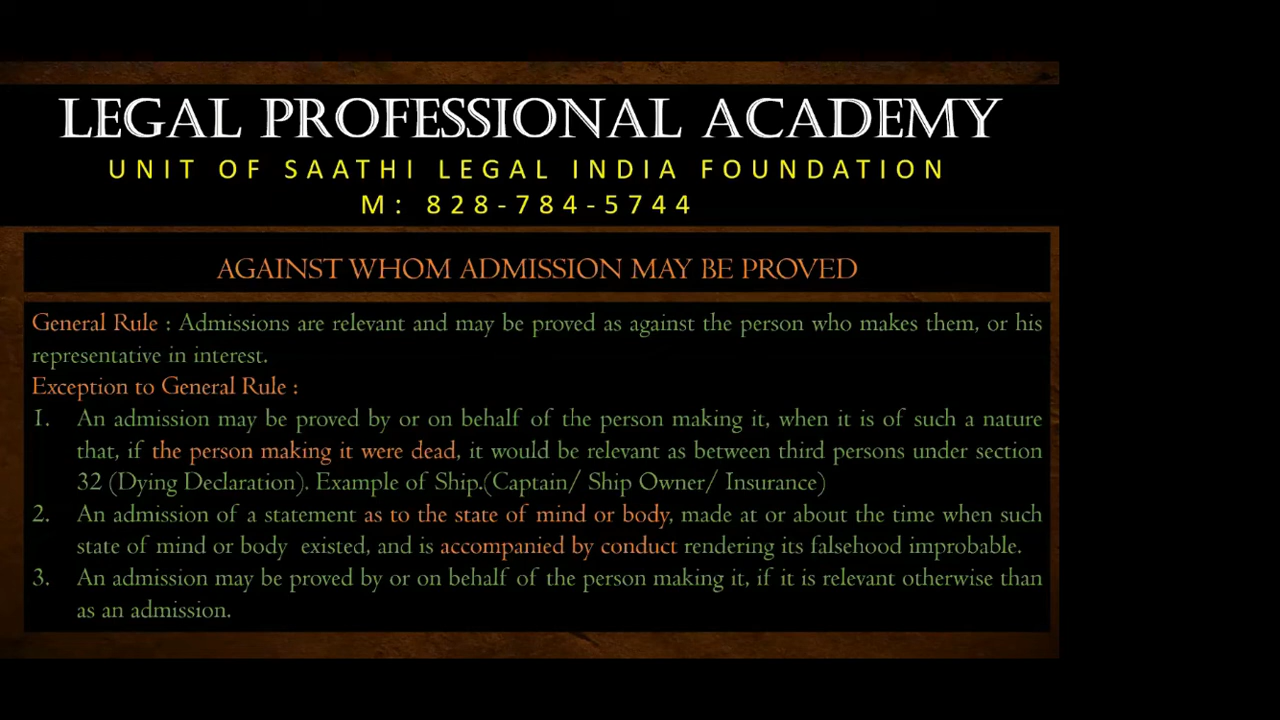 LEGAL PROFESSIONAL ACADEMY
UNIT OF SAATHI LEGAL INDIA FOUNDATION
M: 828-784-5744
AGAINST WHOM ADMISSION MAY BE PROVED
General Rule : Admissions are relevant and may be proved as against the person who makes them, or his
representative in interest.
Exception to General Rule :
1. An admission may be proved by or on behalf of the person making it, when it is of such a nature
that, if the person making it were dead, it would be relevant as between third persons under section
32 (Dying Declaration). Example of Ship.(Captain/ Ship Owner/ Insurance)
2. An admission of a statement as to the state of mind or body, made at or about the time when such
state of mind or body existed, and is accompanied by conduct rendering its falsehood improbable.
3. An admission may be proved by or on behalf of the person making it, if it is relevant otherwise than
as an admission.